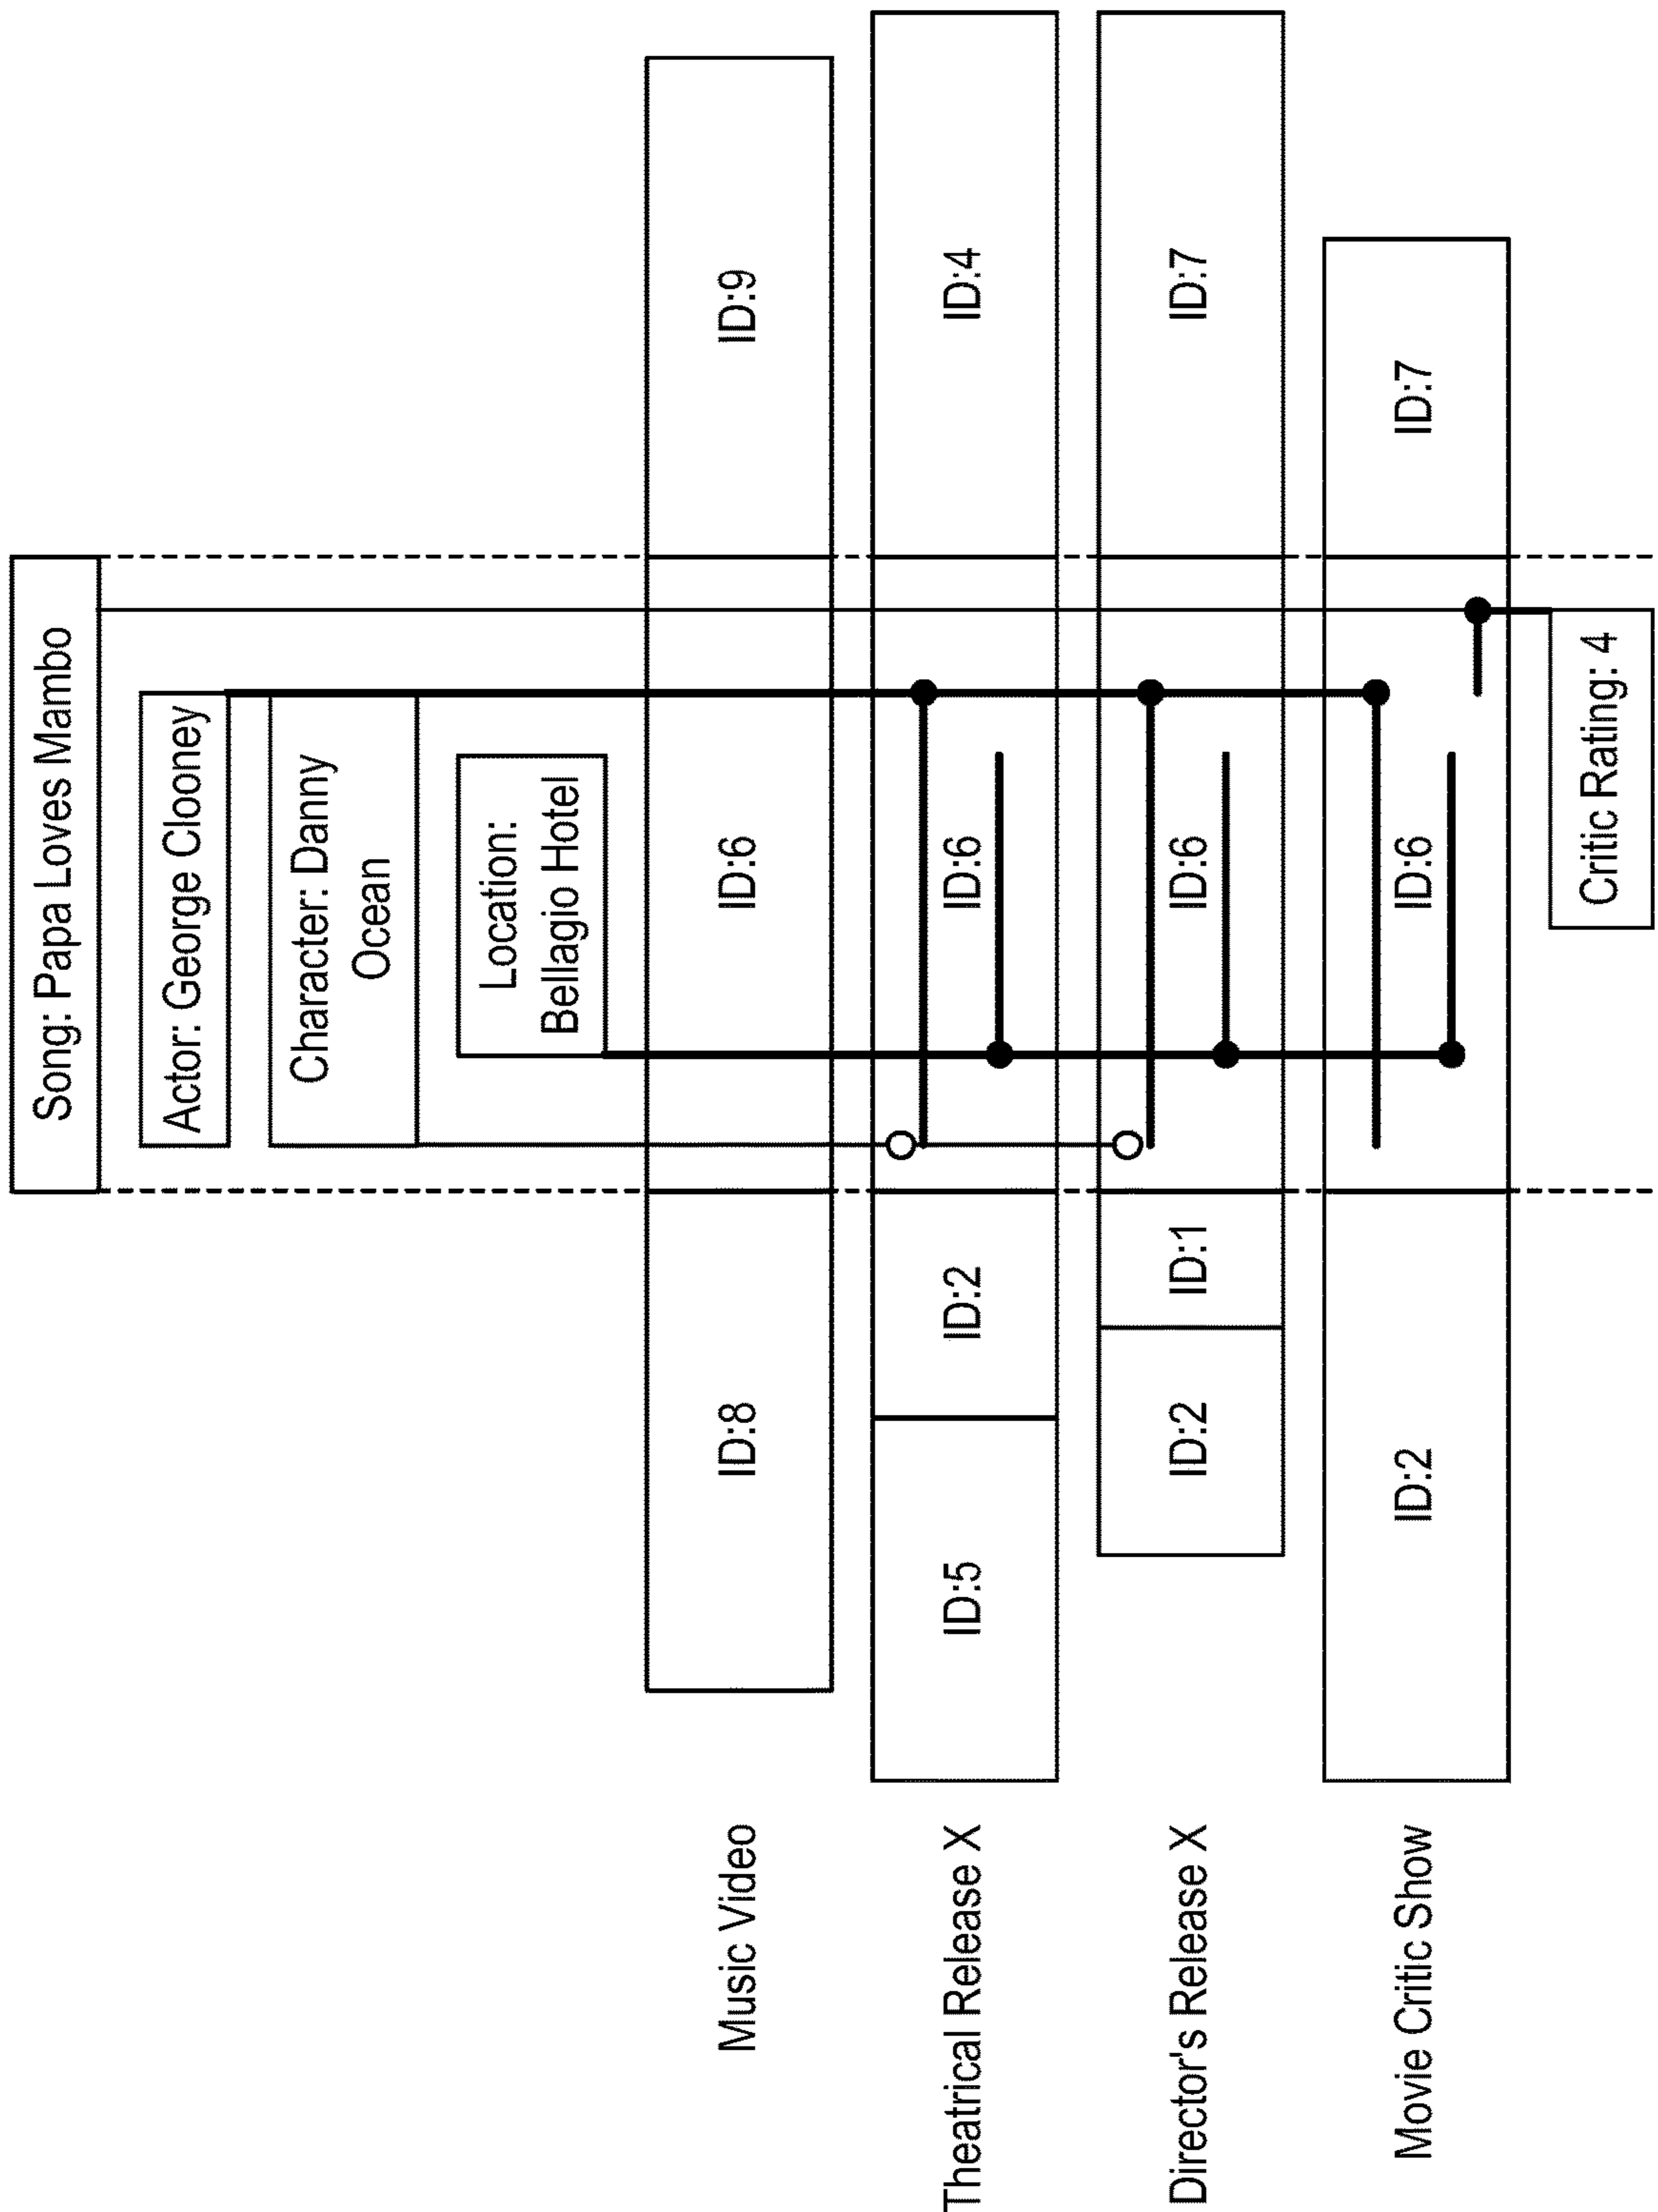 Song: Papa Loves Mambo
Actor: George Clooney
Character: Danny
Ocean
Location:
Bellagio Hotel
Music Video
ID:8
ID:6
ID:9
Theatrical Release X
ID:5
ID:2
ID:6
ID:4
Director's Release X
ID:2
ID:1
ID:6
ID:7
Movie Critic Show
ID:2
ID:6
ID:7
Critic Rating: 4